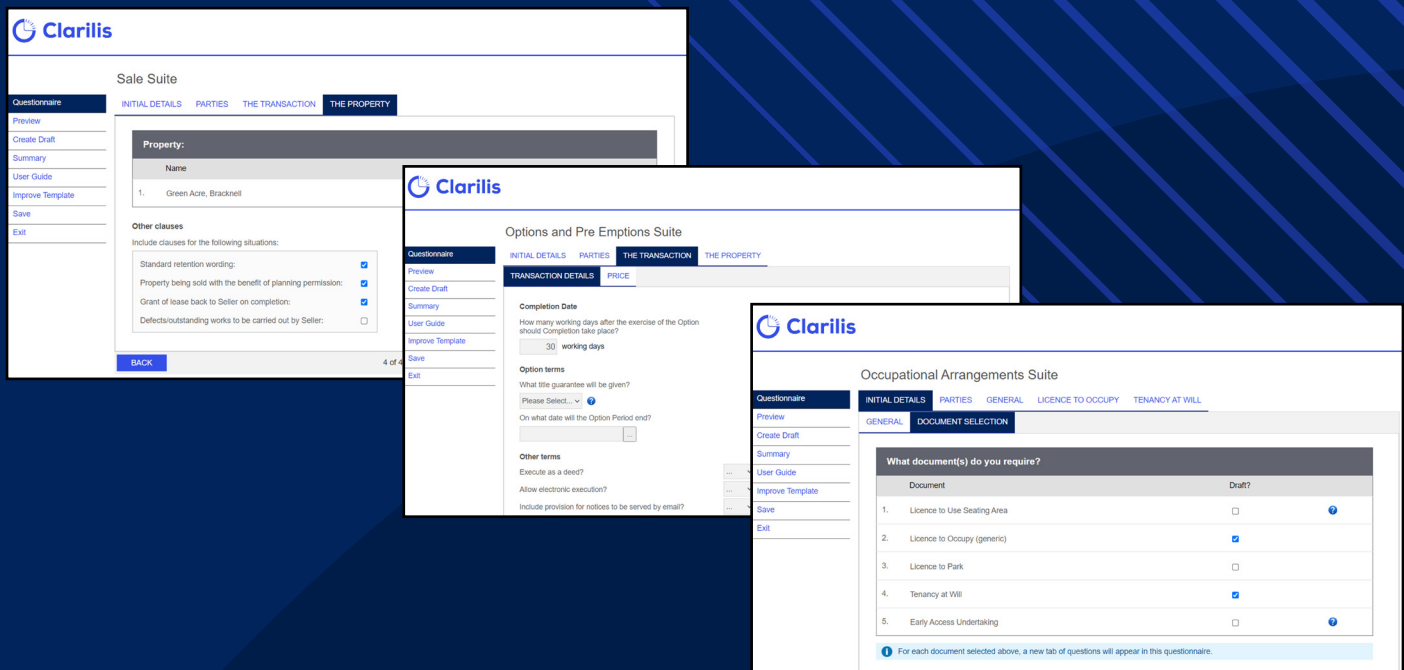 Clarilis
Sale Suite
Questionnaire
Preview
Create Draft
Summary
User Guide
Improve Template
Save
Exit
INITIAL DETAILS PARTIES THE TRANSACTION THE PROPERTY
Property:
Name
1. Green Acre, Bracknell
Other clauses
Include clauses for the following situations:
Standard retention wording:
Property being sold with the benefit of planning permission:
Grant of lease back to Seller on completion:
Defects/outstanding works to be carried out by Seller:
BACK
4 of 4
Clarilis
Options and Pre Emptions Suite
Questionnaire
Preview
Create Draft
Summary
User Guide
Improve Template
Save
Exit
INITIAL DETAILS PARTIES THE TRANSACTION THE PROPERTY
TRANSACTION DETAILS PRICE
Completion Date
How many working days after the exercise of the Option
should Completion take place?
30 working days
Option terms
What title guarantee will be given?
Please Select... ?
On what date will the Option Period end?
...
Other terms
Execute as a deed? ...
Allow electronic execution? ...
Include provision for notices to be served by email? ...
Clarilis
Occupational Arrangements Suite
Questionnaire
Preview
Create Draft
Summary
User Guide
Improve Template
Save
Exit
INITIAL DETAILS PARTIES GENERAL LICENCE TO OCCUPY TENANCY AT WILL
GENERAL DOCUMENT SELECTION
What document(s) do you require?
Document Draft?
1. Licence to Use Seating Area ?
2. Licence to Occupy (generic)
3. Licence to Park
4. Tenancy at Will
5. Early Access Undertaking ?
i For each document selected above, a new tab of questions will appear in this questionnaire.